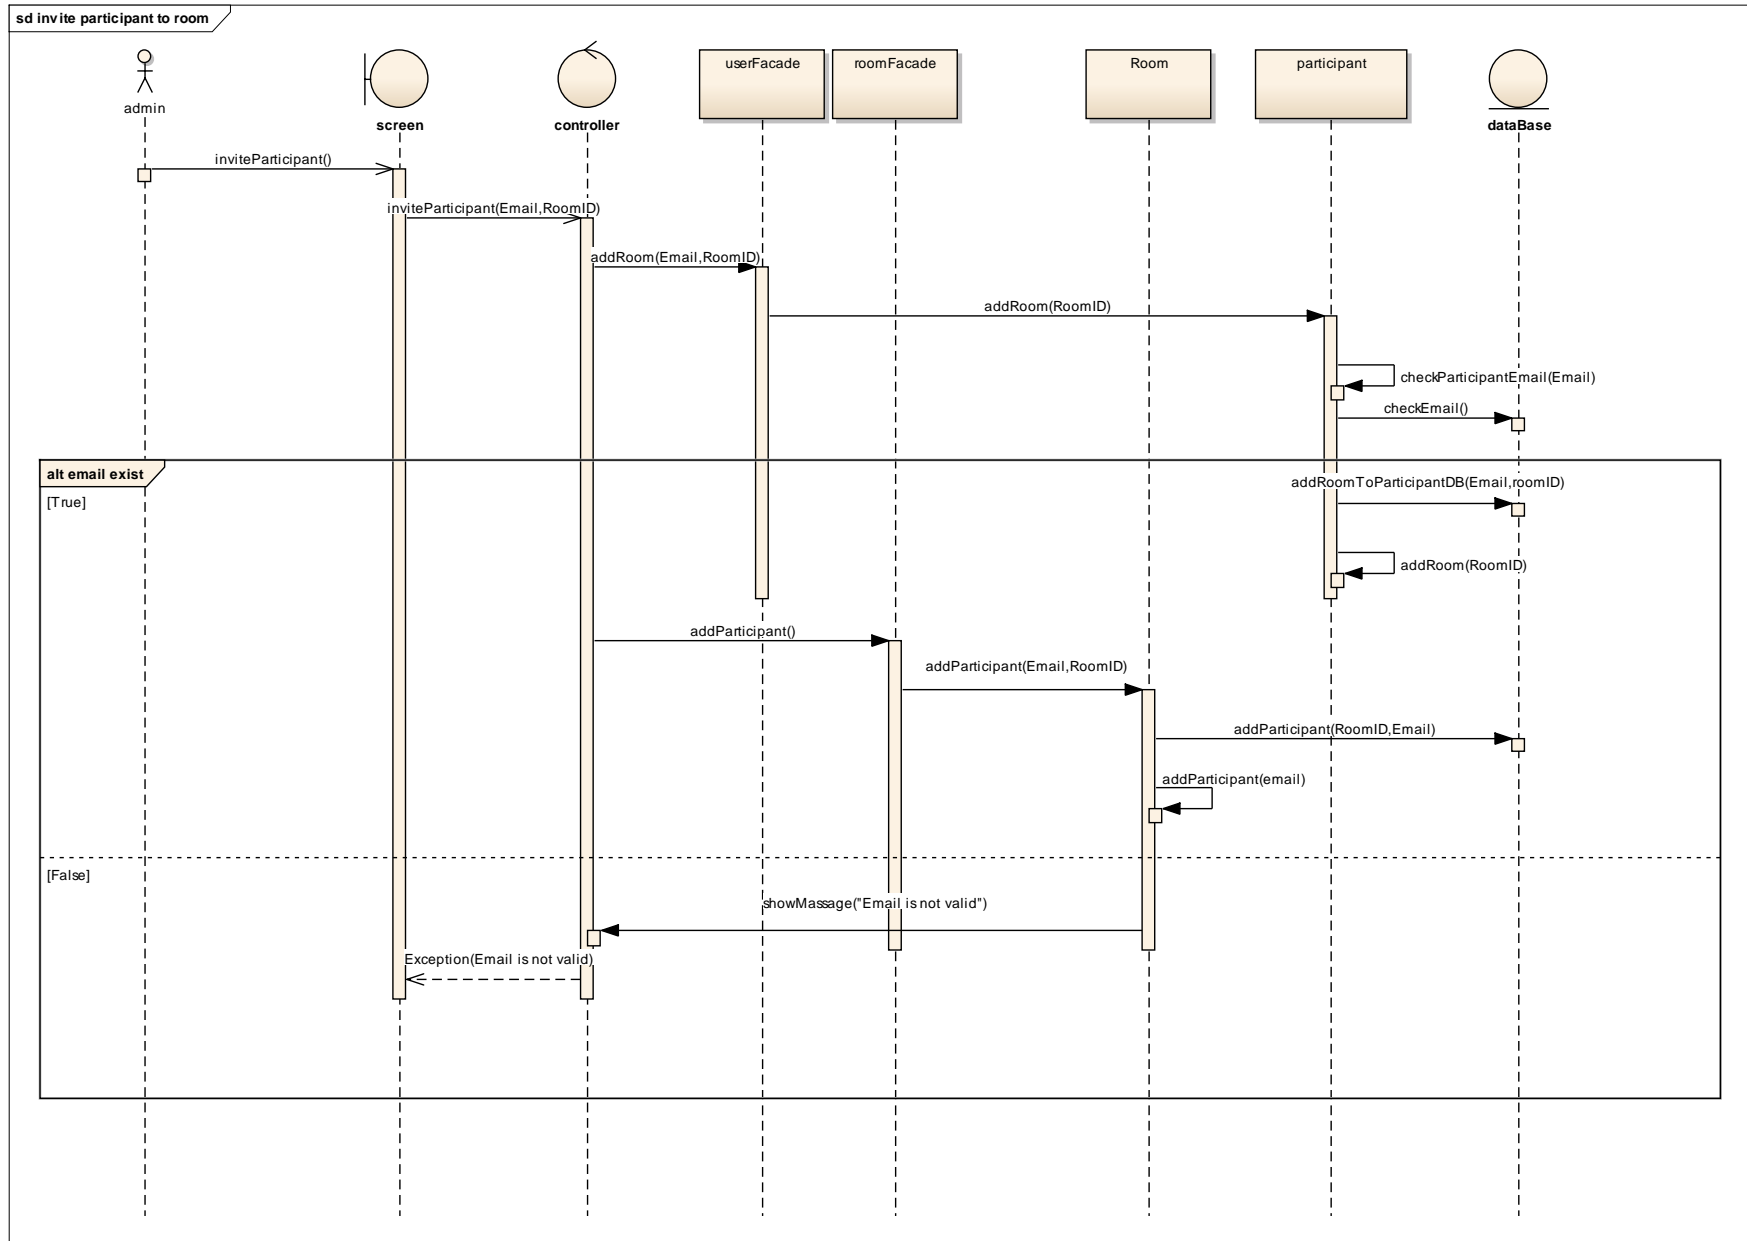 sd invite participant to room
admin
screen
controller
userFacade
roomFacade
Room
participant
dataBase
inviteParticipant()
inviteParticipant(Email,RoomID)
addRoom(Email,RoomID)
addRoom(RoomID)
checkParticipantEmail(Email)
checkEmail()
alt email exist
[True]
addRoomToParticipantDB(Email,roomID)
addRoom(RoomID)
addParticipant()
addParticipant(Email,RoomID)
addParticipant(RoomID,Email)
addParticipant(email)
[False]
showMassage("Email is not valid")
Exception(Email is not valid)